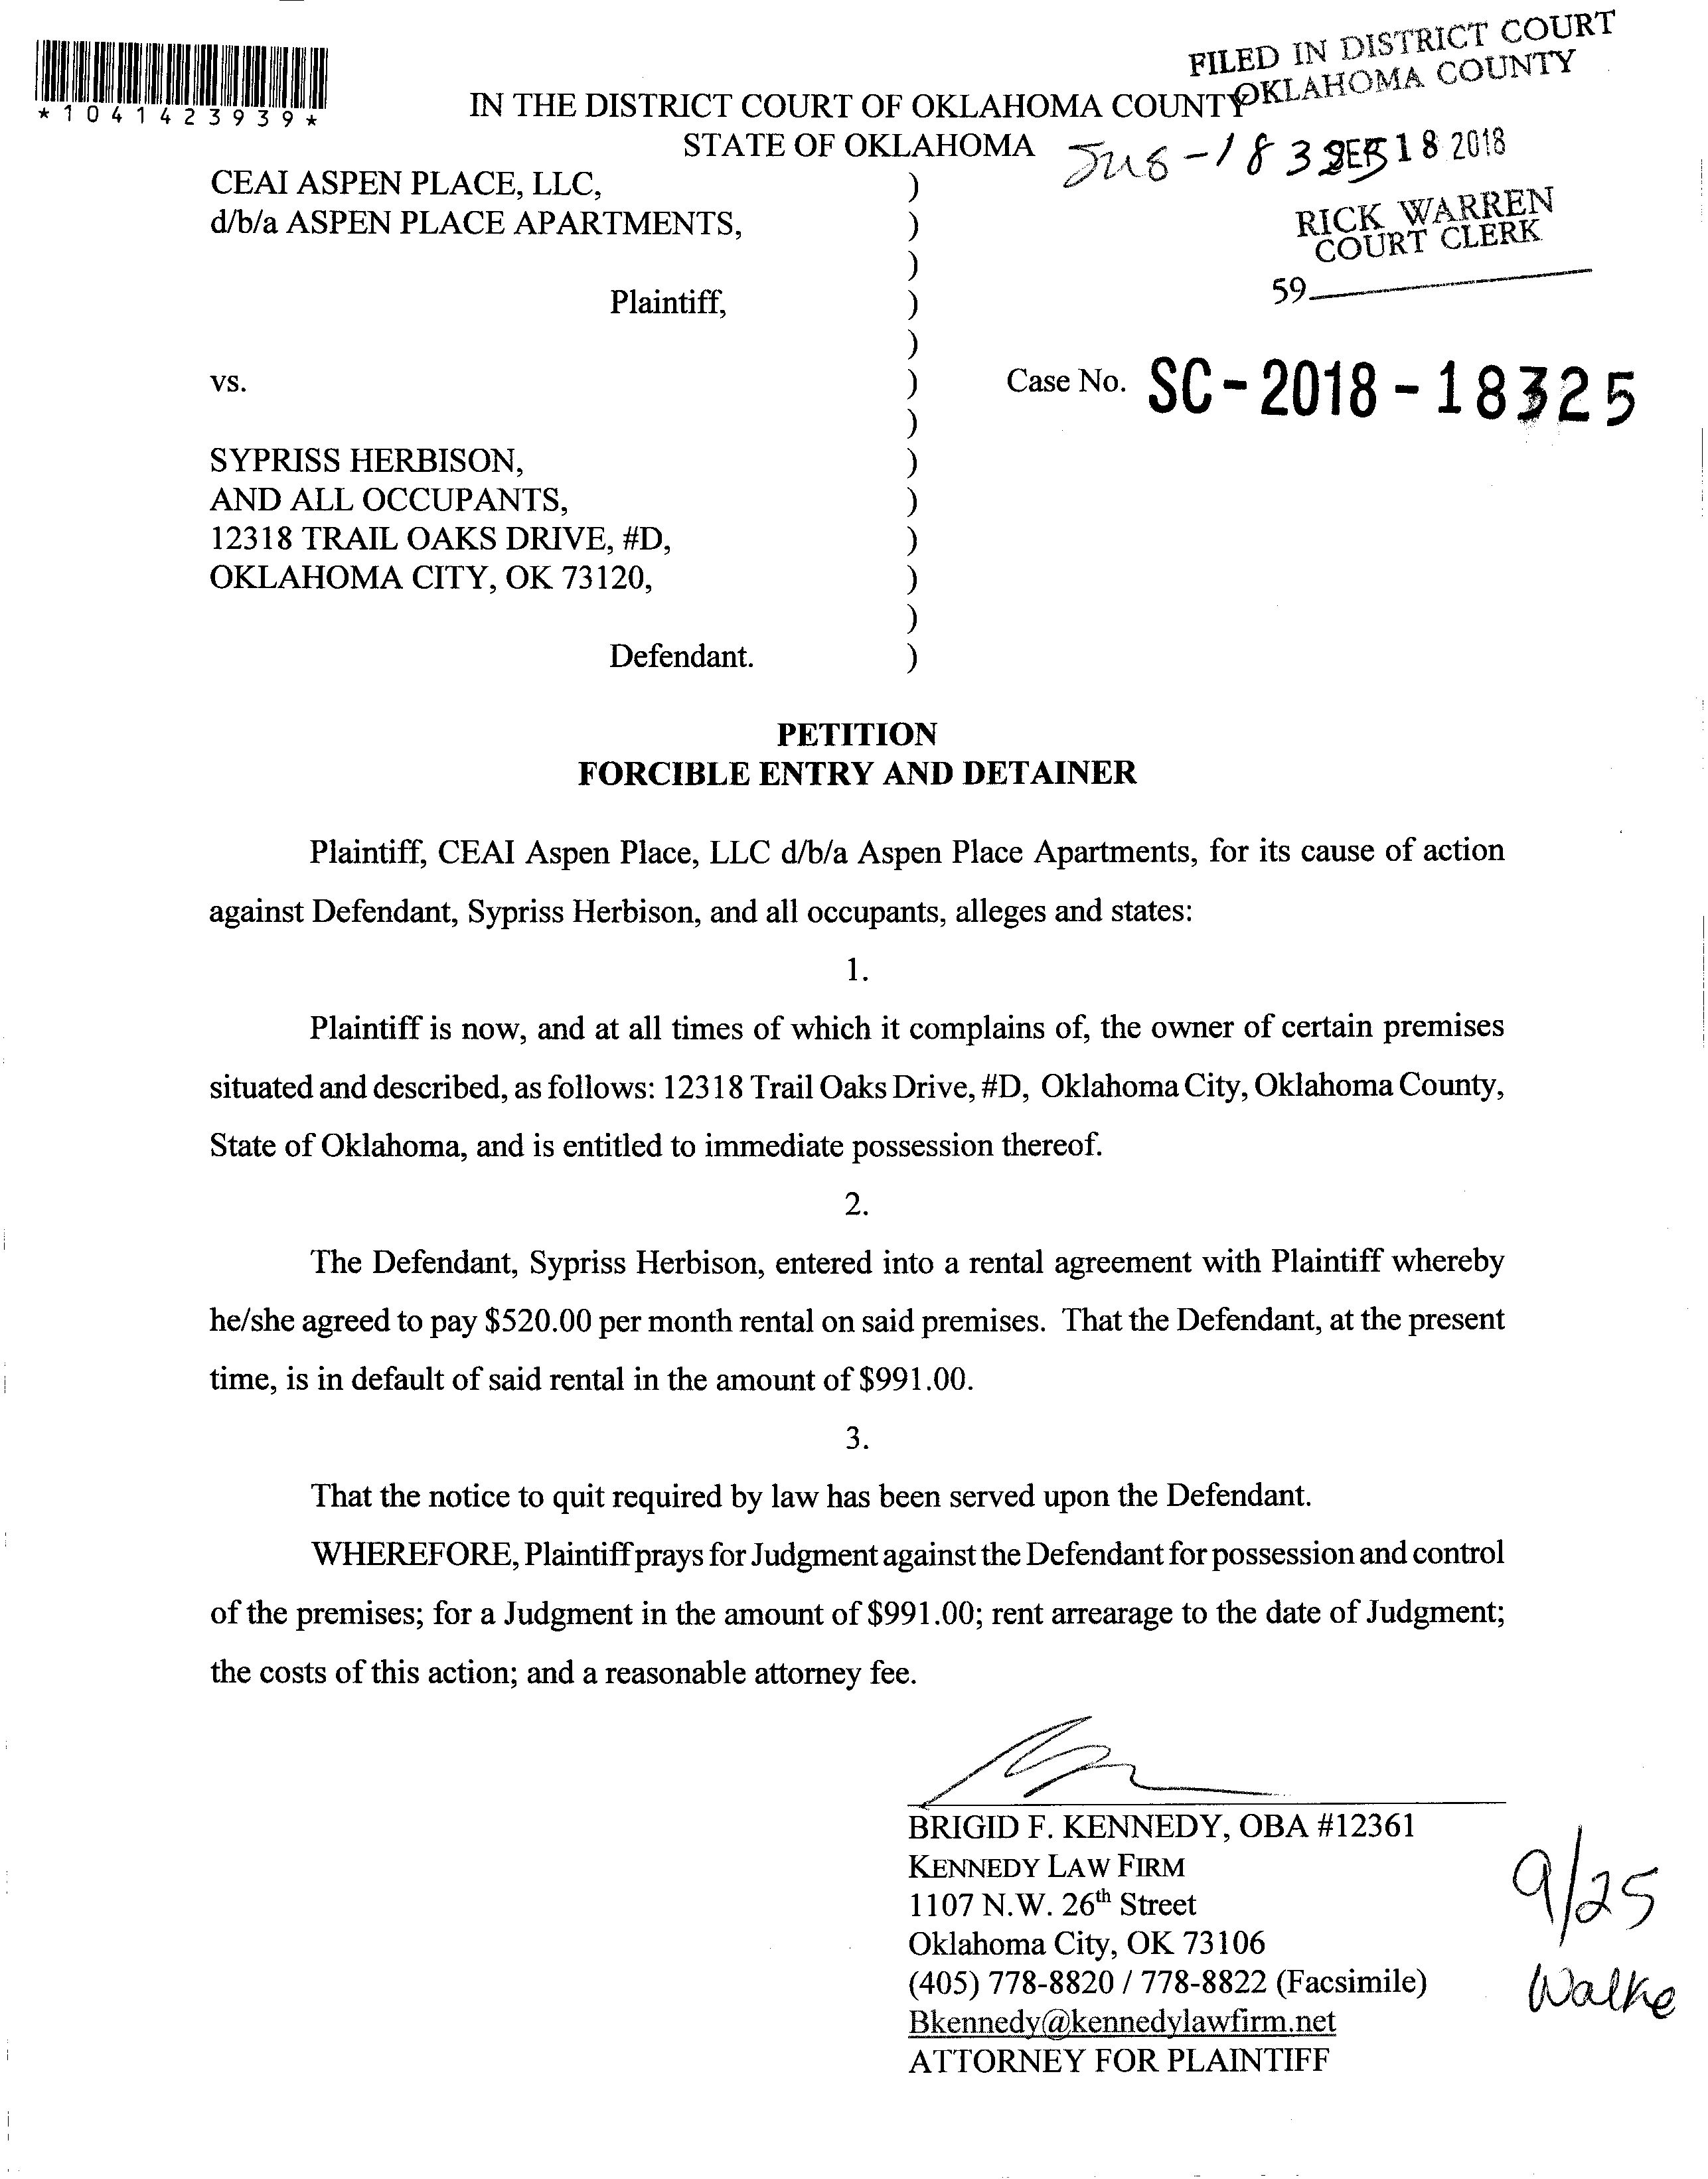 *1041423939*
FILED IN DISTRICT COURT
OKLAHOMA COUNTY
IN THE DISTRICT COURT OF OKLAHOMA COUNTY
STATE OF OKLAHOMA
SEP 18 2018
RICK WARREN
COURT CLERK
59
CEAI ASPEN PLACE, LLC, )
d/b/a ASPEN PLACE APARTMENTS, )
)
Plaintiff, )
)
vs. ) Case No. SC-2018-18325
)
SYPRISS HERBISON, )
AND ALL OCCUPANTS, )
12318 TRAIL OAKS DRIVE, #D, )
OKLAHOMA CITY, OK 73120, )
)
Defendant. )
PETITION
FORCIBLE ENTRY AND DETAINER
Plaintiff, CEAI Aspen Place, LLC d/b/a Aspen Place Apartments, for its cause of action
against Defendant, Sypriss Herbison, and all occupants, alleges and states:
1.
Plaintiff is now, and at all times of which it complains of, the owner of certain premises
situated and described, as follows: 12318 Trail Oaks Drive, #D, Oklahoma City, Oklahoma County,
State of Oklahoma, and is entitled to immediate possession thereof.
2.
The Defendant, Sypriss Herbison, entered into a rental agreement with Plaintiff whereby
he/she agreed to pay $520.00 per month rental on said premises. That the Defendant, at the present
time, is in default of said rental in the amount of $991.00.
3.
That the notice to quit required by law has been served upon the Defendant.
WHEREFORE, Plaintiff prays for Judgment against the Defendant for possession and control
of the premises; for a Judgment in the amount of $991.00; rent arrearage to the date of Judgment;
the costs of this action; and a reasonable attorney fee.
BRIGID F. KENNEDY, OBA #12361
KENNEDY LAW FIRM
1107 N.W. 26th Street
Oklahoma City, OK 73106
(405) 778-8820 / 778-8822 (Facsimile)
Bkennedy@kennedylawfirm.net
ATTORNEY FOR PLAINTIFF
9/25
Walke